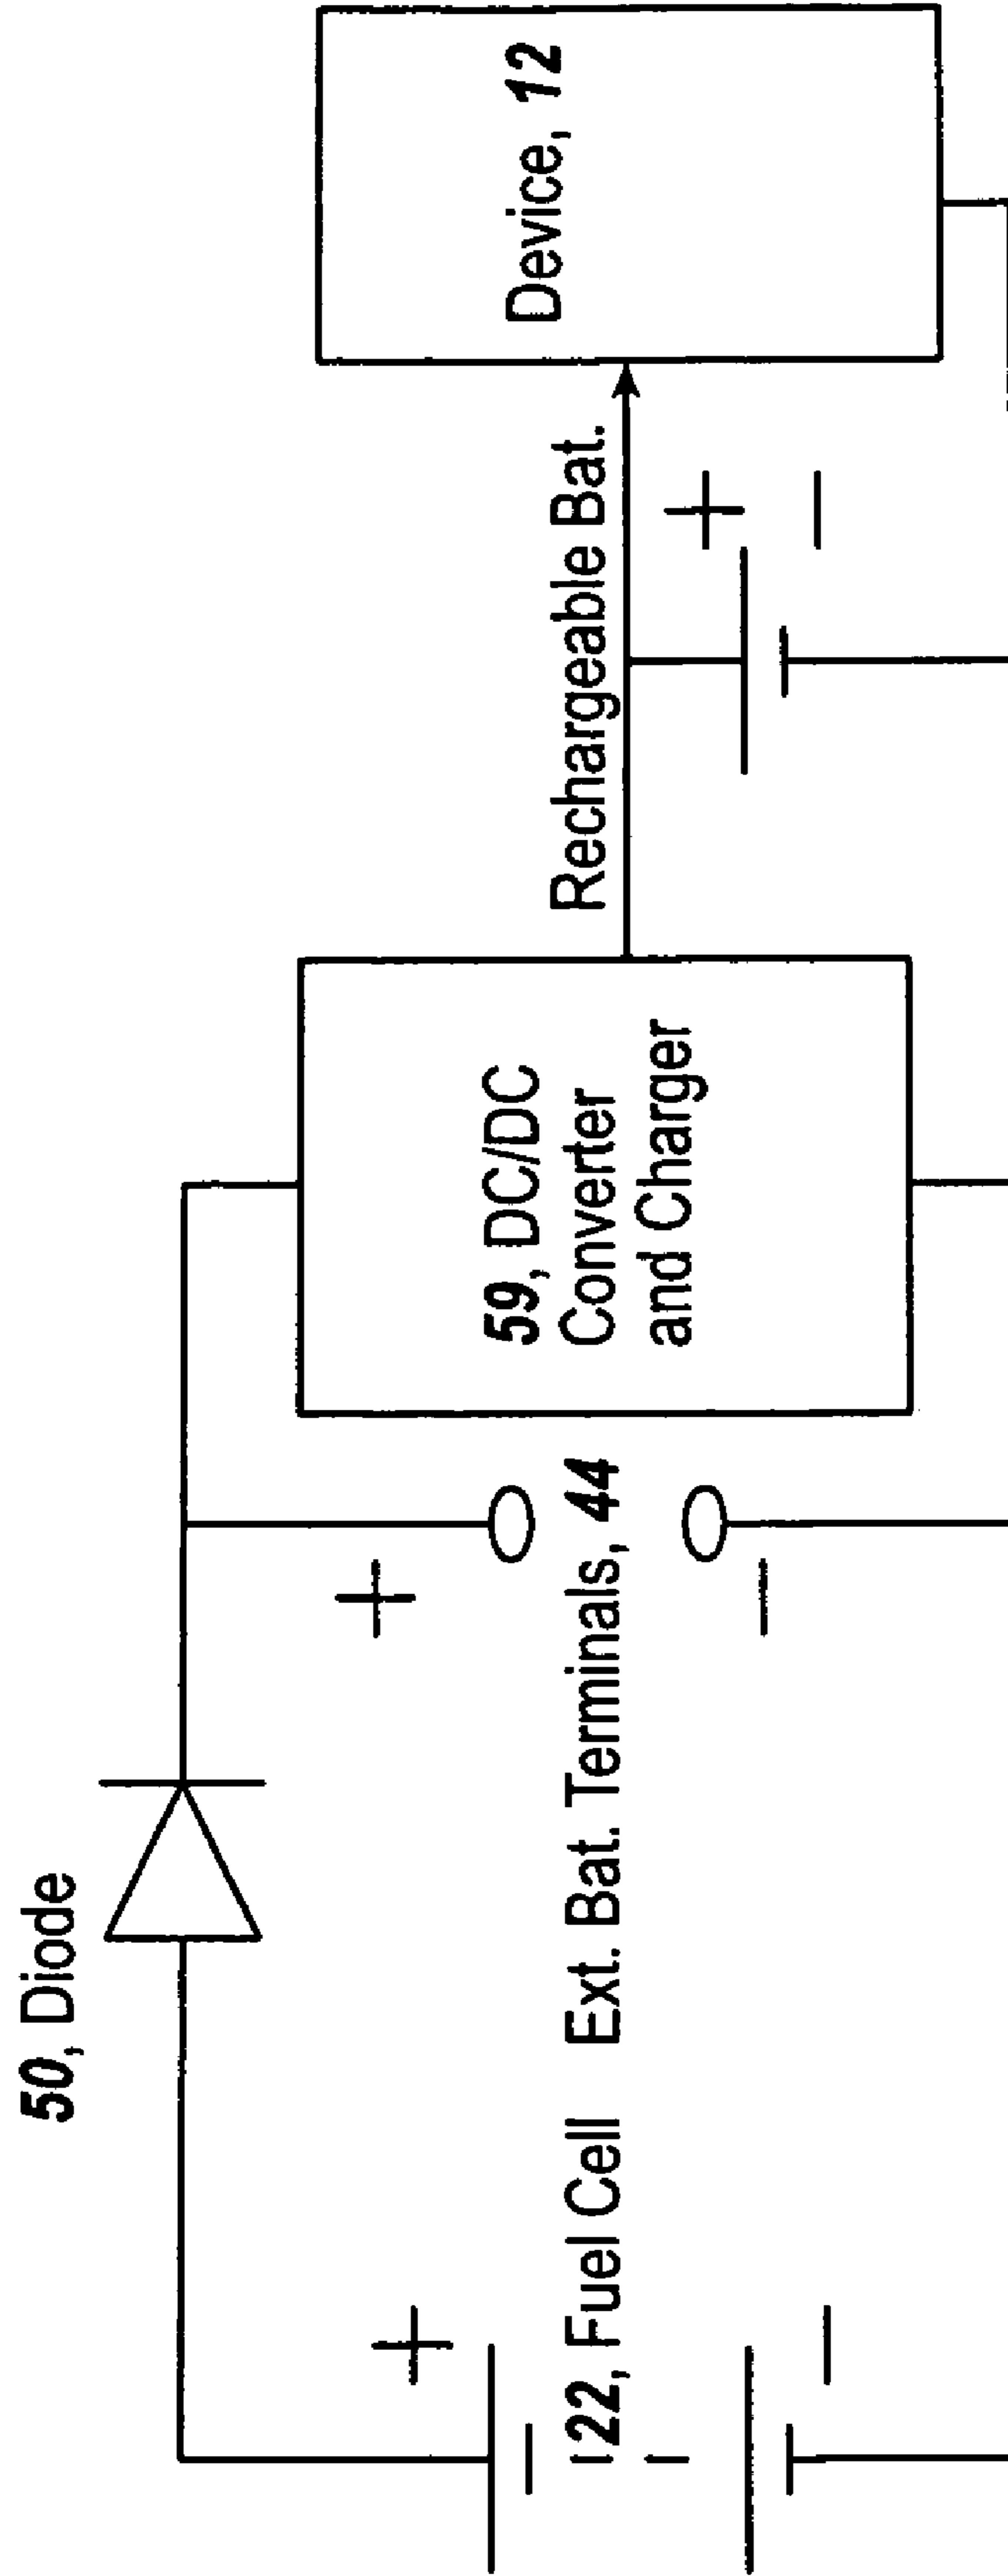 50, Diode
22, Fuel Cell
Ext. Bat. Terminals, 44
59, DC/DC
Converter
and Charger
Rechargeable Bat.
Device, 12
+
−
+
−
+
−